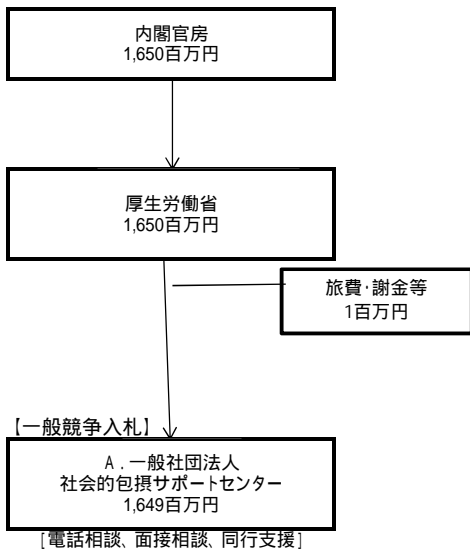 内閣官房
1,650百万円
厚生労働省
1,650百万円
旅費・謝金等
1百万円
【一般競争入札】
A．一般社団法人
社会的包摂サポートセンター
1,649百万円
[電話相談、面接相談、同行支援]